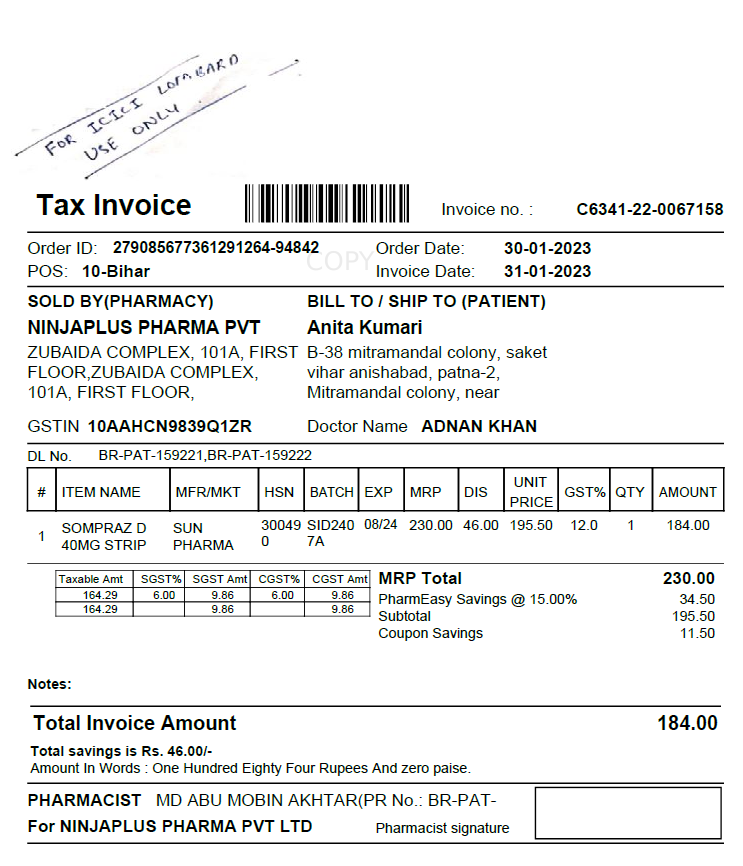 FOR ICICI LOMBARD
USE ONLY
Tax Invoice
Invoice no. : C6341-22-0067158
Order ID: 279085677361291264-94842 Order Date: 30-01-2023
COPY
POS: 10-Bihar Invoice Date: 31-01-2023
SOLD BY(PHARMACY) BILL TO / SHIP TO (PATIENT)
NINJAPLUS PHARMA PVT Anita Kumari
ZUBAIDA COMPLEX, 101A, FIRST B-38 mitramandal colony, saket
FLOOR,ZUBAIDA COMPLEX, vihar anishabad, patna-2,
101A, FIRST FLOOR, Mitramandal colony, near
GSTIN 10AAHCN9839Q1ZR Doctor Name ADNAN KHAN
DL No. BR-PAT-159221,BR-PAT-159222
# ITEM NAME MFR/MKT HSN BATCH EXP MRP DIS UNIT PRICE GST% QTY AMOUNT
1 SOMPRAZ D SUN 30049 SID240 08/24 230.00 46.00 195.50 12.0 1 184.00
40MG STRIP PHARMA 0 7A
Taxable Amt SGST% SGST Amt CGST% CGST Amt MRP Total 230.00
164.29 6.00 9.86 6.00 9.86 PharmEasy Savings @ 15.00% 34.50
164.29 9.86 9.86 Subtotal 195.50
Coupon Savings 11.50
Notes:
Total Invoice Amount 184.00
Total savings is Rs. 46.00/-
Amount In Words : One Hundred Eighty Four Rupees And zero paise.
PHARMACIST MD ABU MOBIN AKHTAR(PR No.: BR-PAT-
For NINJAPLUS PHARMA PVT LTD Pharmacist signature